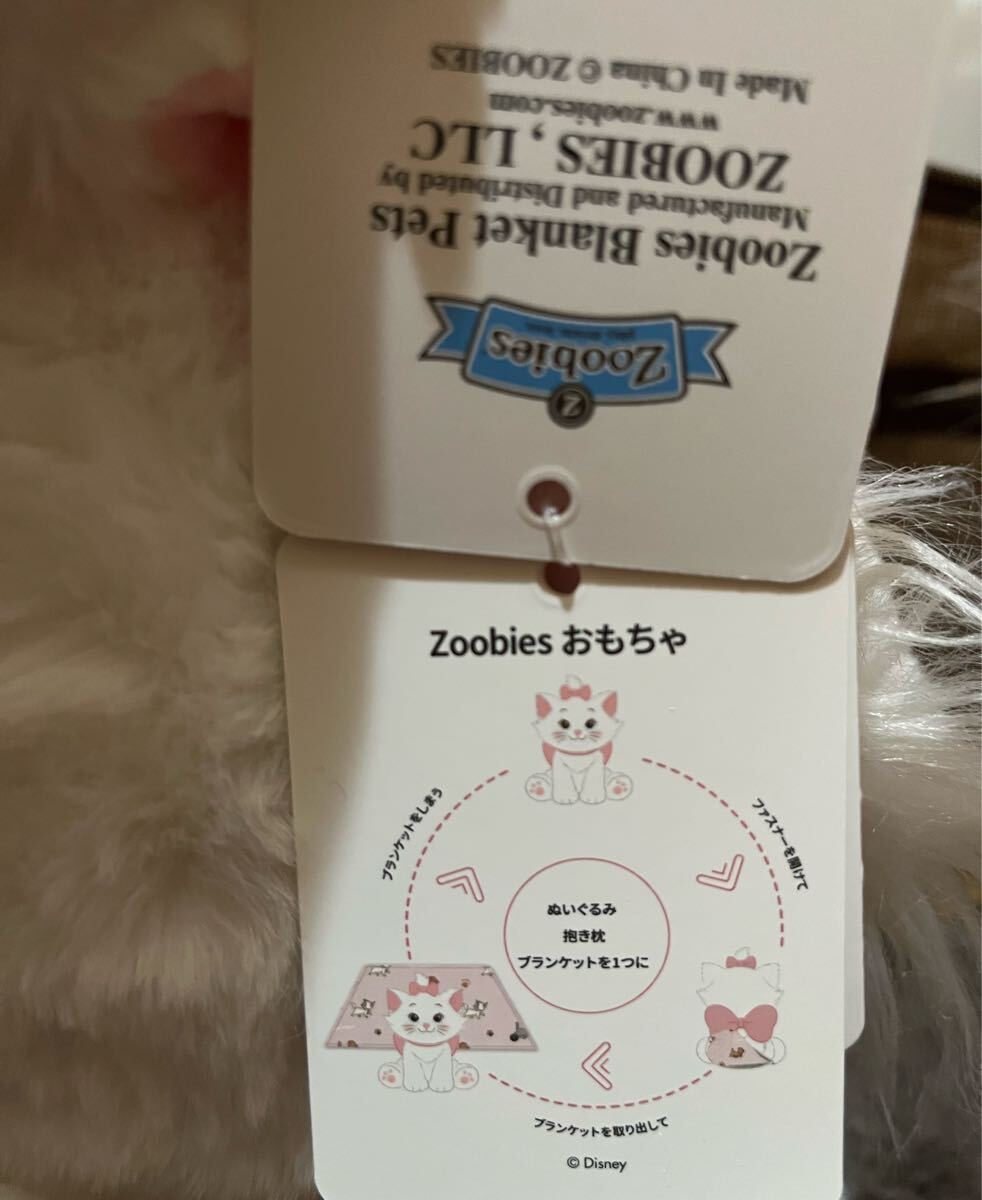 Zoobies
Zoobies Blanket Pets
Manufactured and Distributed by
ZOOBIES, LLC
www.zoobies.com
Made In China © ZOOBIES
Zoobies おもちゃ
ファスナーを開けて
ブランケットを取り出して
ブランケットをしまう
ぬいぐるみ
抱き枕
ブランケットを1つに
© Disney